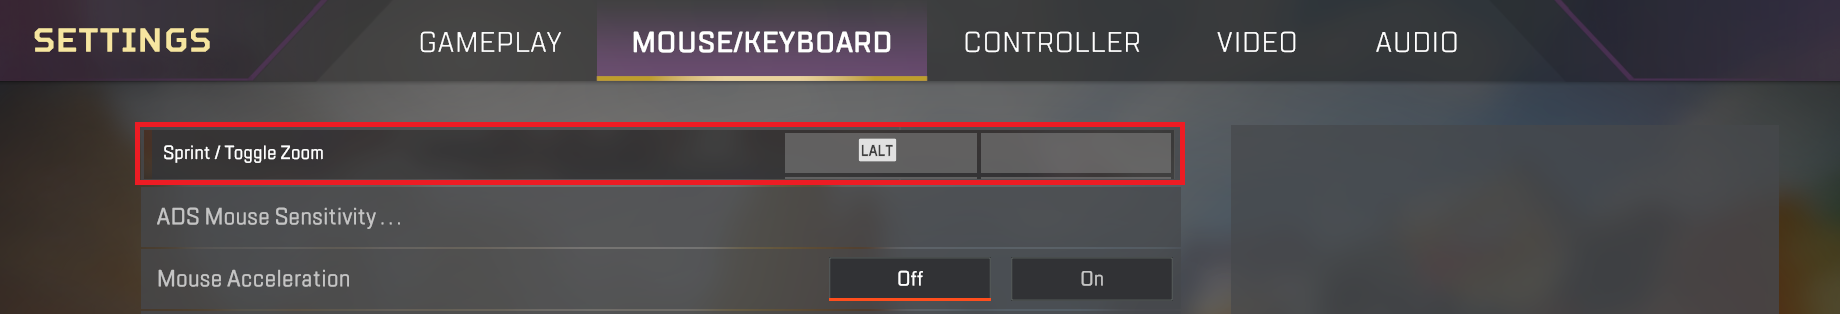 SETTINGS GAMEPLAY MOUSE/KEYBOARD CONTROLLER VIDEO AUDIO
Sprint / Toggle Zoom LALT
ADS Mouse Sensitivity...
Mouse Acceleration Off On